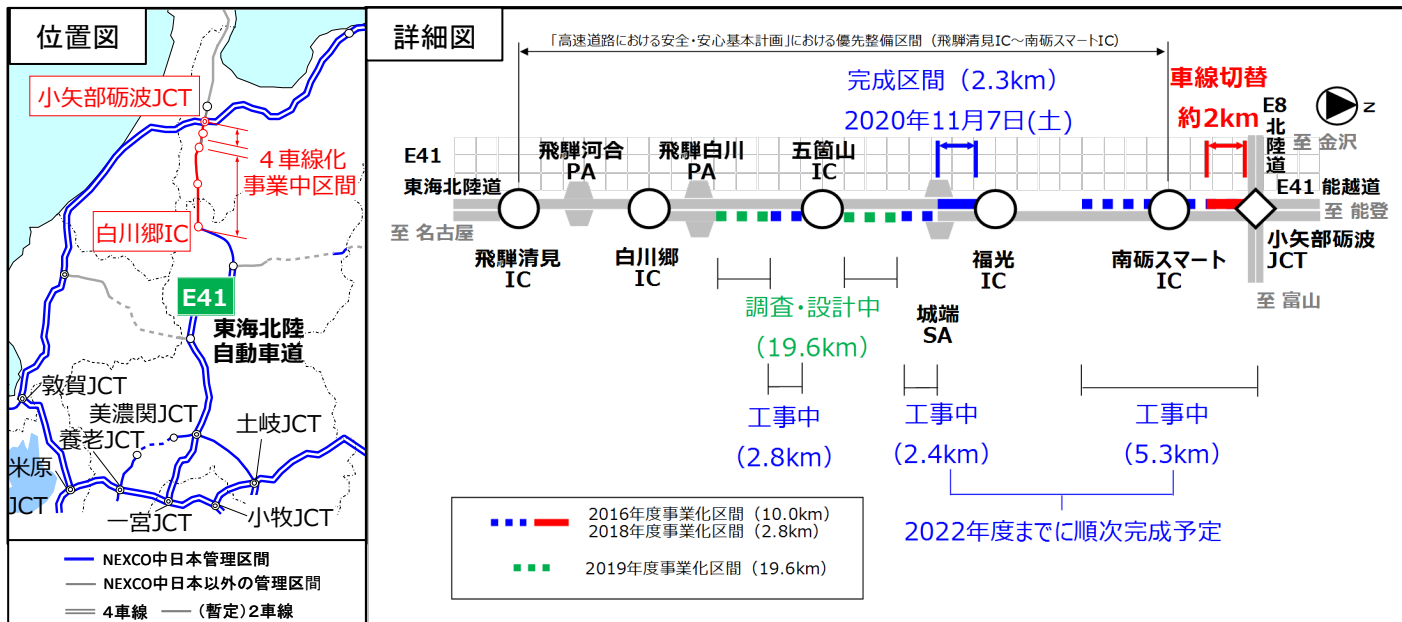 位置図
小矢部砺波JCT
4車線化
事業中区間
白川郷IC
E41
東海北陸
自動車道
敦賀JCT
美濃関JCT
養老JCT
土岐JCT
米原
JCT
一宮JCT
小牧JCT
NEXCO中日本管理区間
NEXCO中日本以外の管理区間
4車線
(暫定)2車線
詳細図
「高速道路における安全・安心基本計画」における優先整備区間（飛騨清見IC～南砺スマートIC）
完成区間（2.3km）
2020年11月7日(土)
車線切替
約2km
E8
北陸道
N
至 金沢
E41
東海北陸道
至 名古屋
飛騨河合
PA
飛騨白川
PA
五箇山
IC
E41 能越道
至 能登
飛騨清見
IC
白川郷
IC
福光
IC
南砺スマート
IC
小矢部砺波
JCT
至 富山
城端
SA
調査・設計中
（19.6km）
工事中
（2.8km）
工事中
（2.4km）
工事中
（5.3km）
2022年度までに順次完成予定
2016年度事業化区間（10.0km）
2018年度事業化区間（2.8km）
2019年度事業化区間（19.6km）